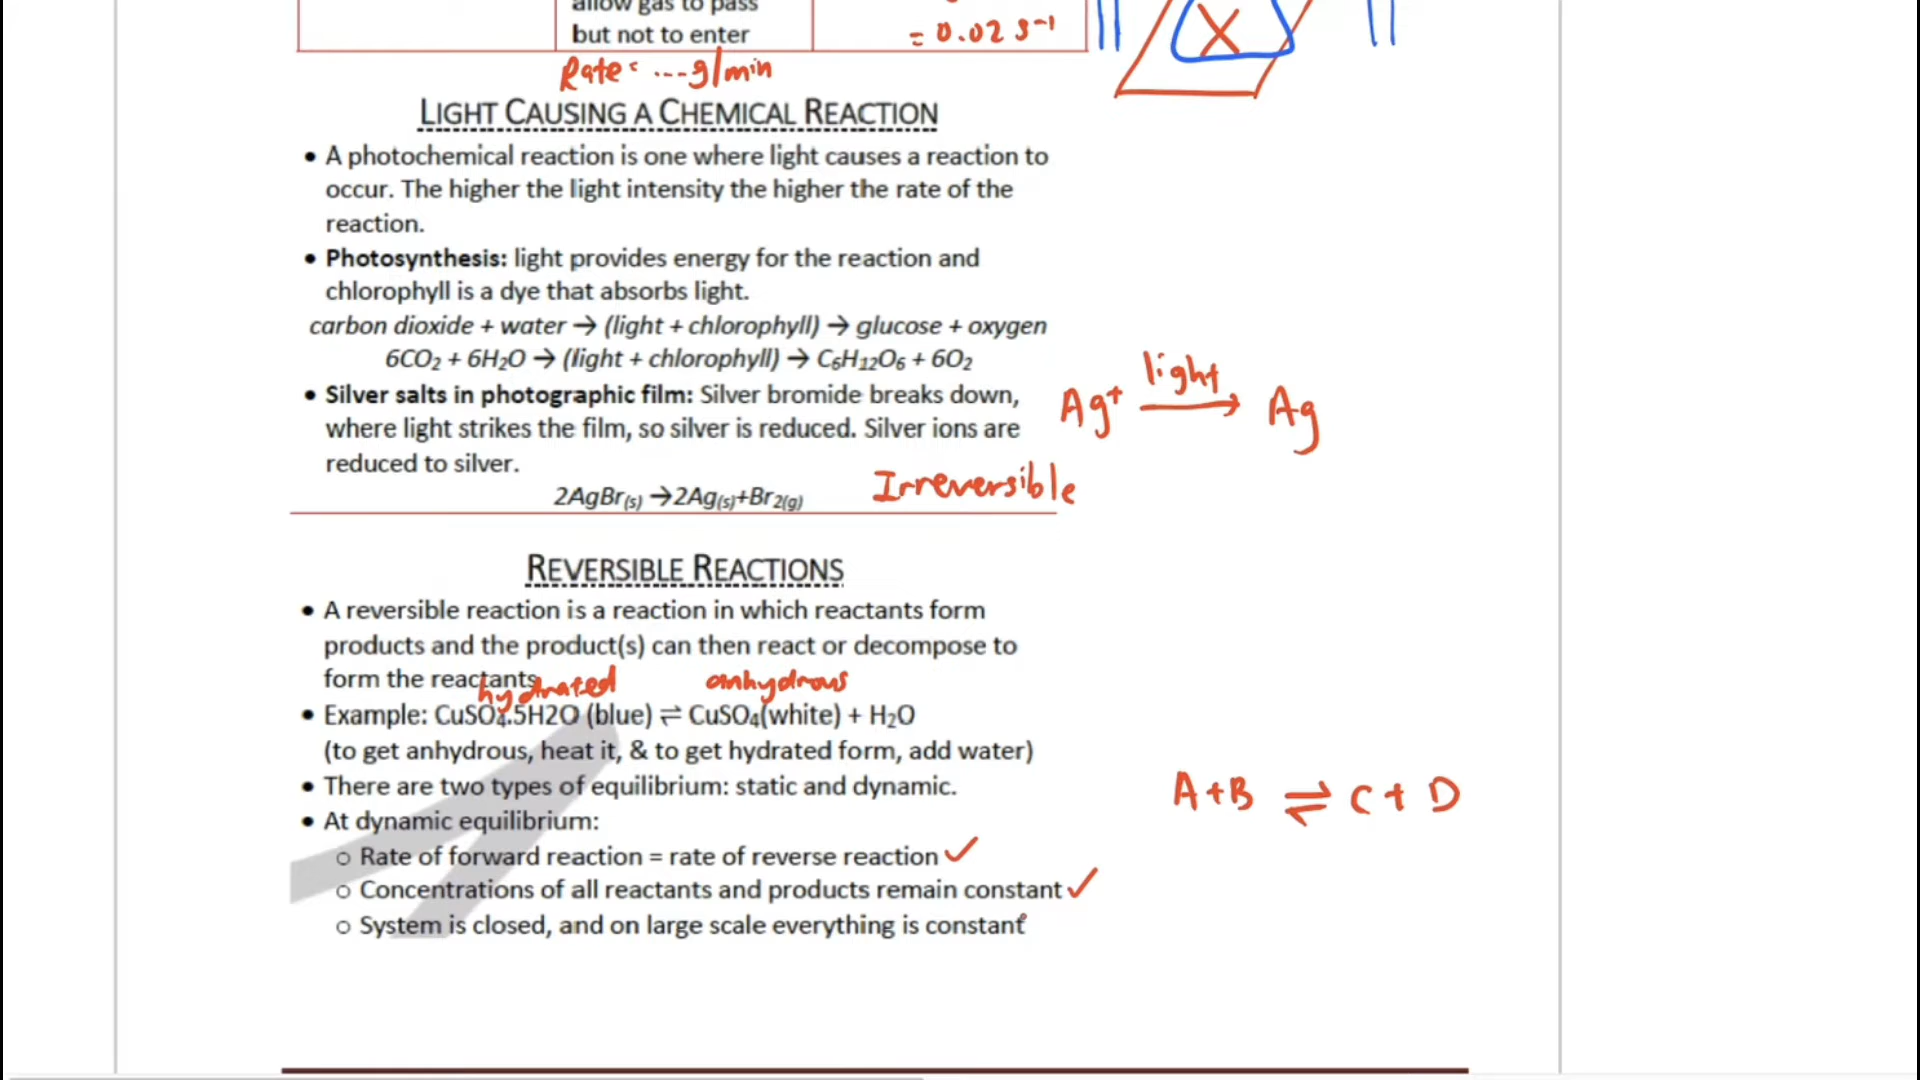 allow gas to pass
but not to enter
= 0.02 s⁻¹
X
Rate = ...g/min
LIGHT CAUSING A CHEMICAL REACTION
• A photochemical reaction is one where light causes a reaction to
occur. The higher the light intensity the higher the rate of the
reaction.
• Photosynthesis: light provides energy for the reaction and
chlorophyll is a dye that absorbs light.
carbon dioxide + water → (light + chlorophyll) → glucose + oxygen
6CO₂ + 6H₂O → (light + chlorophyll) → C₆H₁₂O₆ + 6O₂
• Silver salts in photographic film: Silver bromide breaks down,
where light strikes the film, so silver is reduced. Silver ions are
reduced to silver.
light
Ag⁺ → Ag
2AgBr(s) →2Ag(s)+Br2(g)
Irreversible
REVERSIBLE REACTIONS
• A reversible reaction is a reaction in which reactants form
products and the product(s) can then react or decompose to
form the reactants
hydrated anhydrous
• Example: CuSO₄.5H2O (blue) ⇌ CuSO₄(white) + H₂O
(to get anhydrous, heat it, & to get hydrated form, add water)
• There are two types of equilibrium: static and dynamic.
A+B ⇌ C+ D
• At dynamic equilibrium:
o Rate of forward reaction = rate of reverse reaction ✓
o Concentrations of all reactants and products remain constant ✓
o System is closed, and on large scale everything is constant